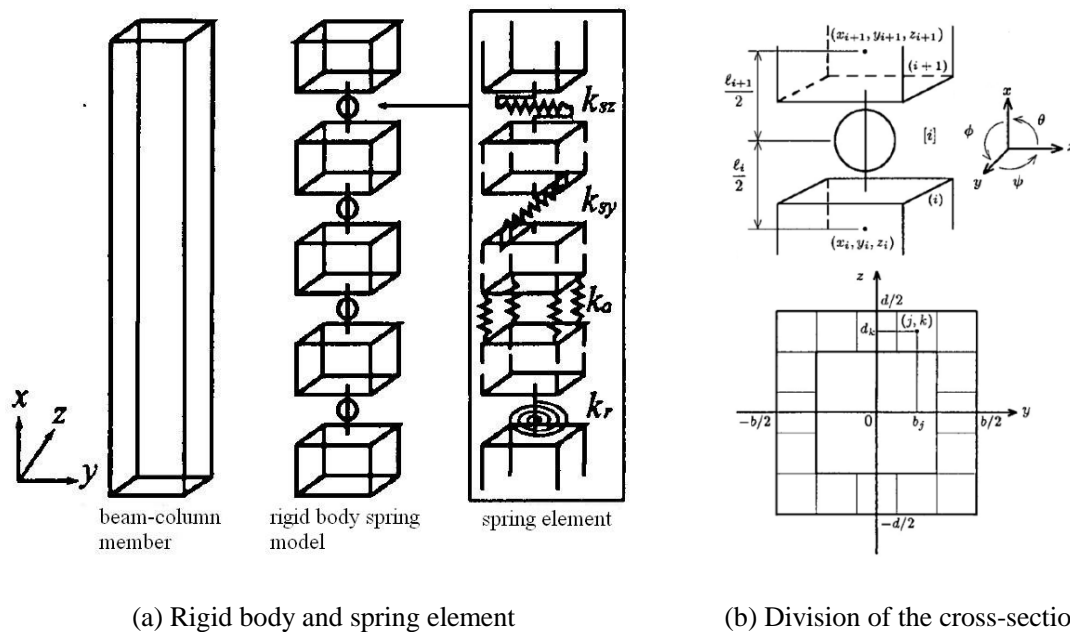 x
z
y
beam-column
member
rigid body spring
model
k_sz
k_sy
k_a
k_r
spring element
(a) Rigid body and spring element
(x_{i+1}, y_{i+1}, z_{i+1})
(i+1)
ℓ_{i+1}/2
[i]
ℓ_i/2
(i)
(x_i, y_i, z_i)
x
θ
ϕ
z
y
ψ
z
d/2
d_k
(j, k)
-b/2
0
b_j
b/2
y
-d/2
(b) Division of the cross-sectio